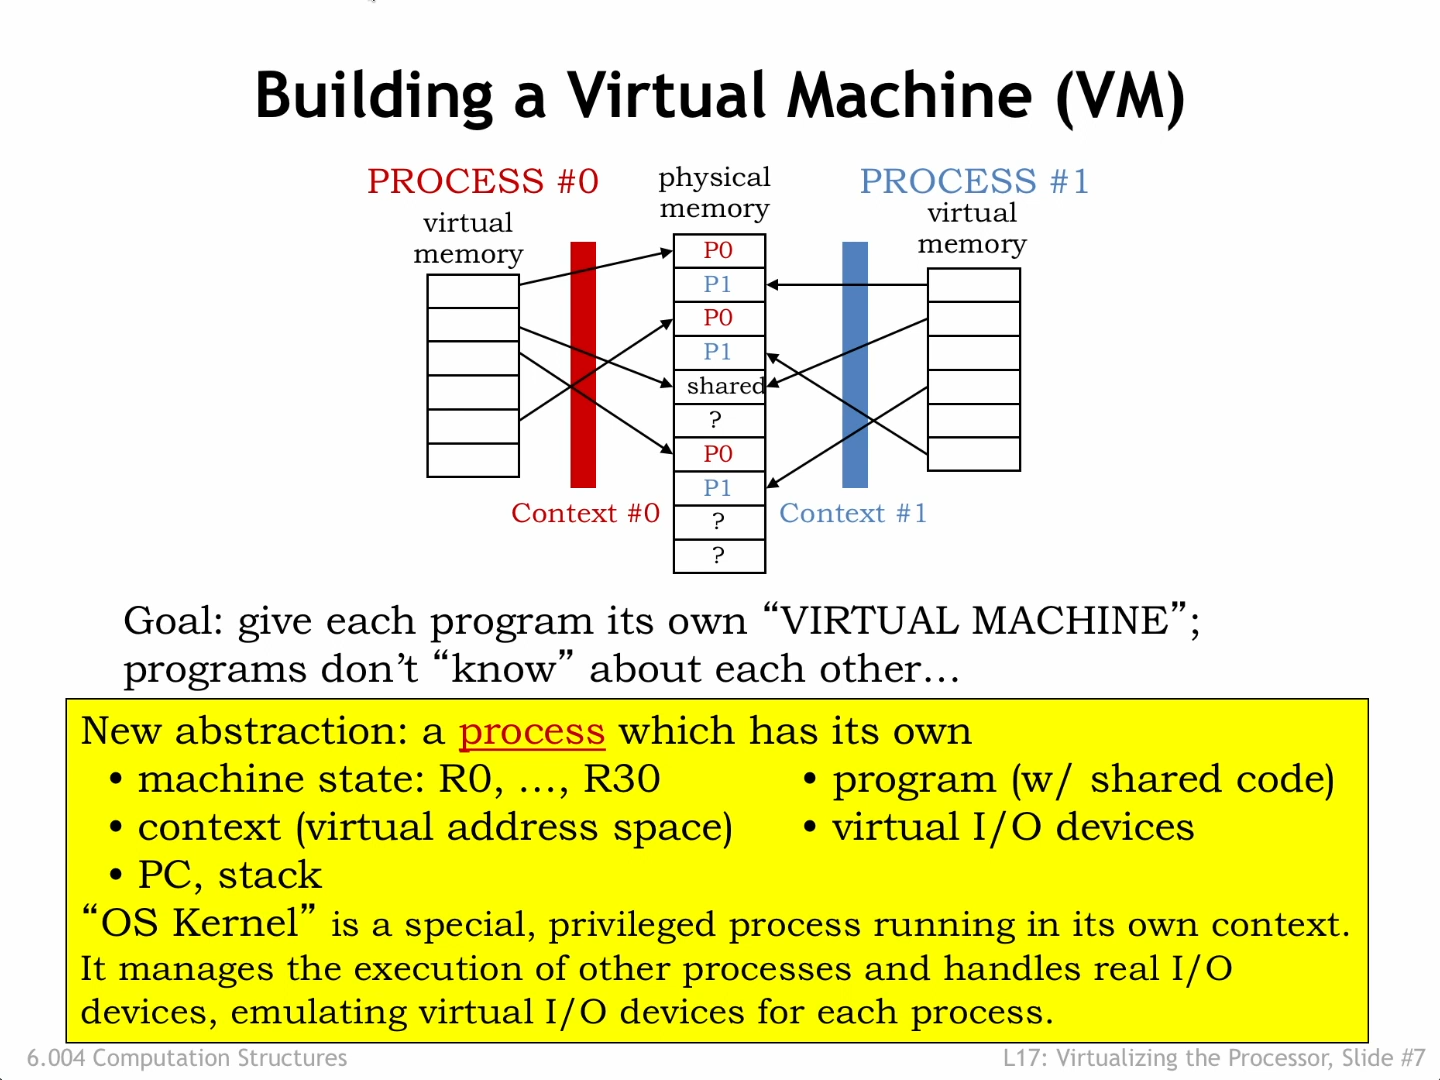 Building a Virtual Machine (VM)
PROCESS #0
physical
memory
PROCESS #1
virtual
memory
virtual
memory
P0
P1
P0
P1
shared
?
P0
P1
?
?
Context #0
Context #1
Goal: give each program its own “VIRTUAL MACHINE”;
programs don’t “know” about each other…
New abstraction: a process which has its own
• machine state: R0, …, R30
• context (virtual address space)
• PC, stack
• program (w/ shared code)
• virtual I/O devices
“OS Kernel” is a special, privileged process running in its own context.
It manages the execution of other processes and handles real I/O
devices, emulating virtual I/O devices for each process.
6.004 Computation Structures
L17: Virtualizing the Processor, Slide #7